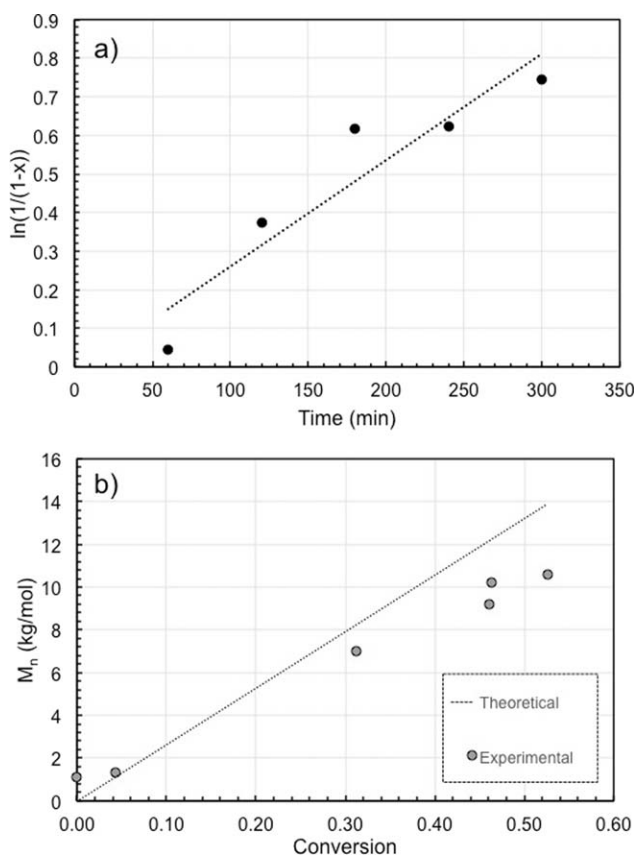 a)
0.9
0.8
0.7
0.6
0.5
0.4
0.3
0.2
0.1
0
ln(1/(1-x))
0 50 100 150 200 250 300 350
Time (min)
b)
16
14
12
10
8
6
4
2
0
Mn (kg/mol)
Theoretical
Experimental
0.00 0.10 0.20 0.30 0.40 0.50 0.60
Conversion